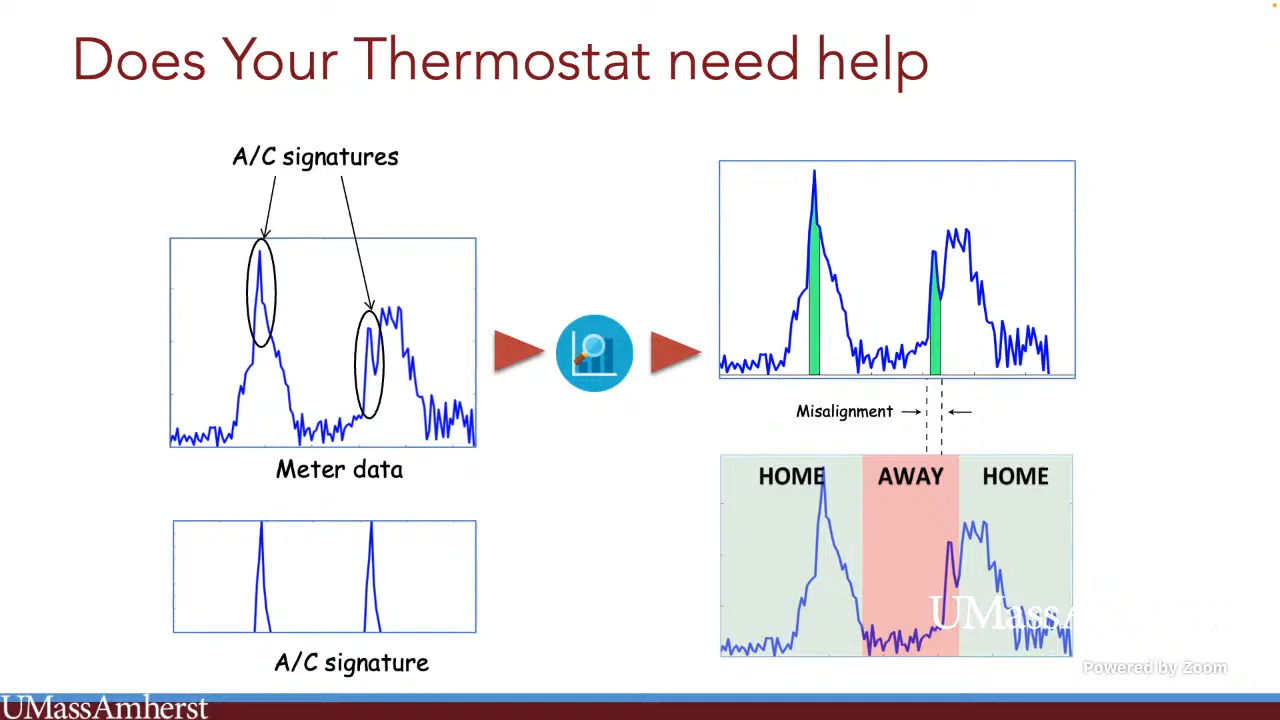 Does Your Thermostat need help
A/C signatures
Meter data
A/C signature
Misalignment
HOME
AWAY
HOME
Powered by Zoom
UMassAmherst